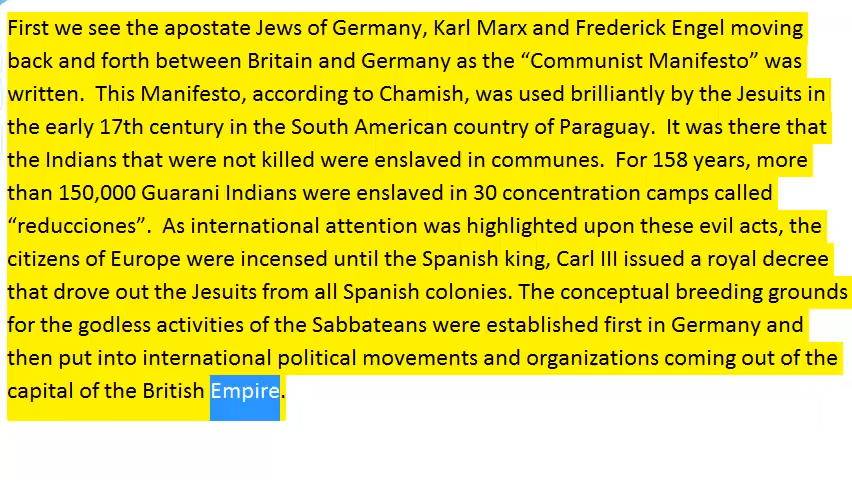 First we see the apostate Jews of Germany, Karl Marx and Frederick Engel moving
back and forth between Britain and Germany as the “Communist Manifesto” was
written.  This Manifesto, according to Chamish, was used brilliantly by the Jesuits in
the early 17th century in the South American country of Paraguay.  It was there that
the Indians that were not killed were enslaved in communes.  For 158 years, more
than 150,000 Guarani Indians were enslaved in 30 concentration camps called
“reducciones”.  As international attention was highlighted upon these evil acts, the
citizens of Europe were incensed until the Spanish king, Carl III issued a royal decree
that drove out the Jesuits from all Spanish colonies. The conceptual breeding grounds
for the godless activities of the Sabbateans were established first in Germany and
then put into international political movements and organizations coming out of the
capital of the British Empire.